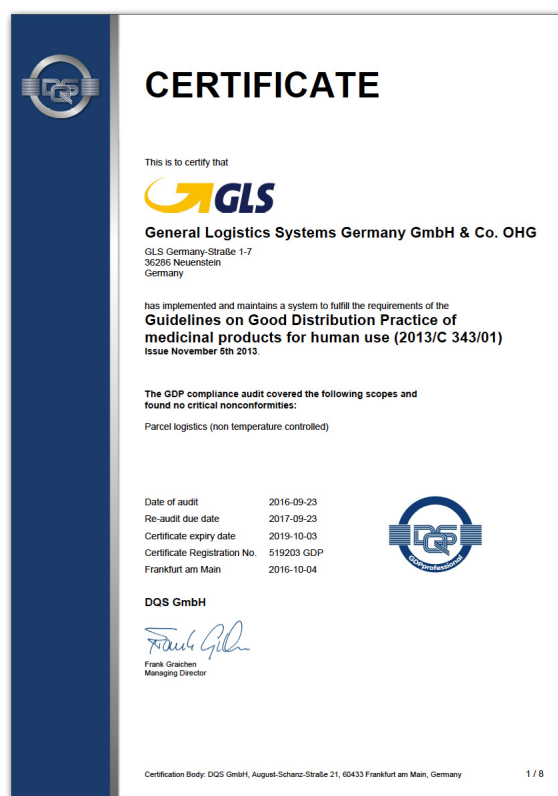 DQS
CERTIFICATE
This is to certify that
GLS
General Logistics Systems Germany GmbH & Co. OHG
GLS Germany-Straße 1-7
36286 Neuenstein
Germany
has implemented and maintains a system to fulfill the requirements of the
Guidelines on Good Distribution Practice of
medicinal products for human use (2013/C 343/01)
Issue November 5th 2013.
The GDP compliance audit covered the following scopes and
found no critical nonconformities:
Parcel logistics (non temperature controlled)
Date of audit 2016-09-23
Re-audit due date 2017-09-23
Certificate expiry date 2019-10-03
Certificate Registration No. 519203 GDP
Frankfurt am Main 2016-10-04
DQS
GDPprofessional
DQS GmbH
Frank Graichen
Managing Director
Certification Body: DQS GmbH, August-Schanz-Straße 21, 60433 Frankfurt am Main, Germany 1 / 8